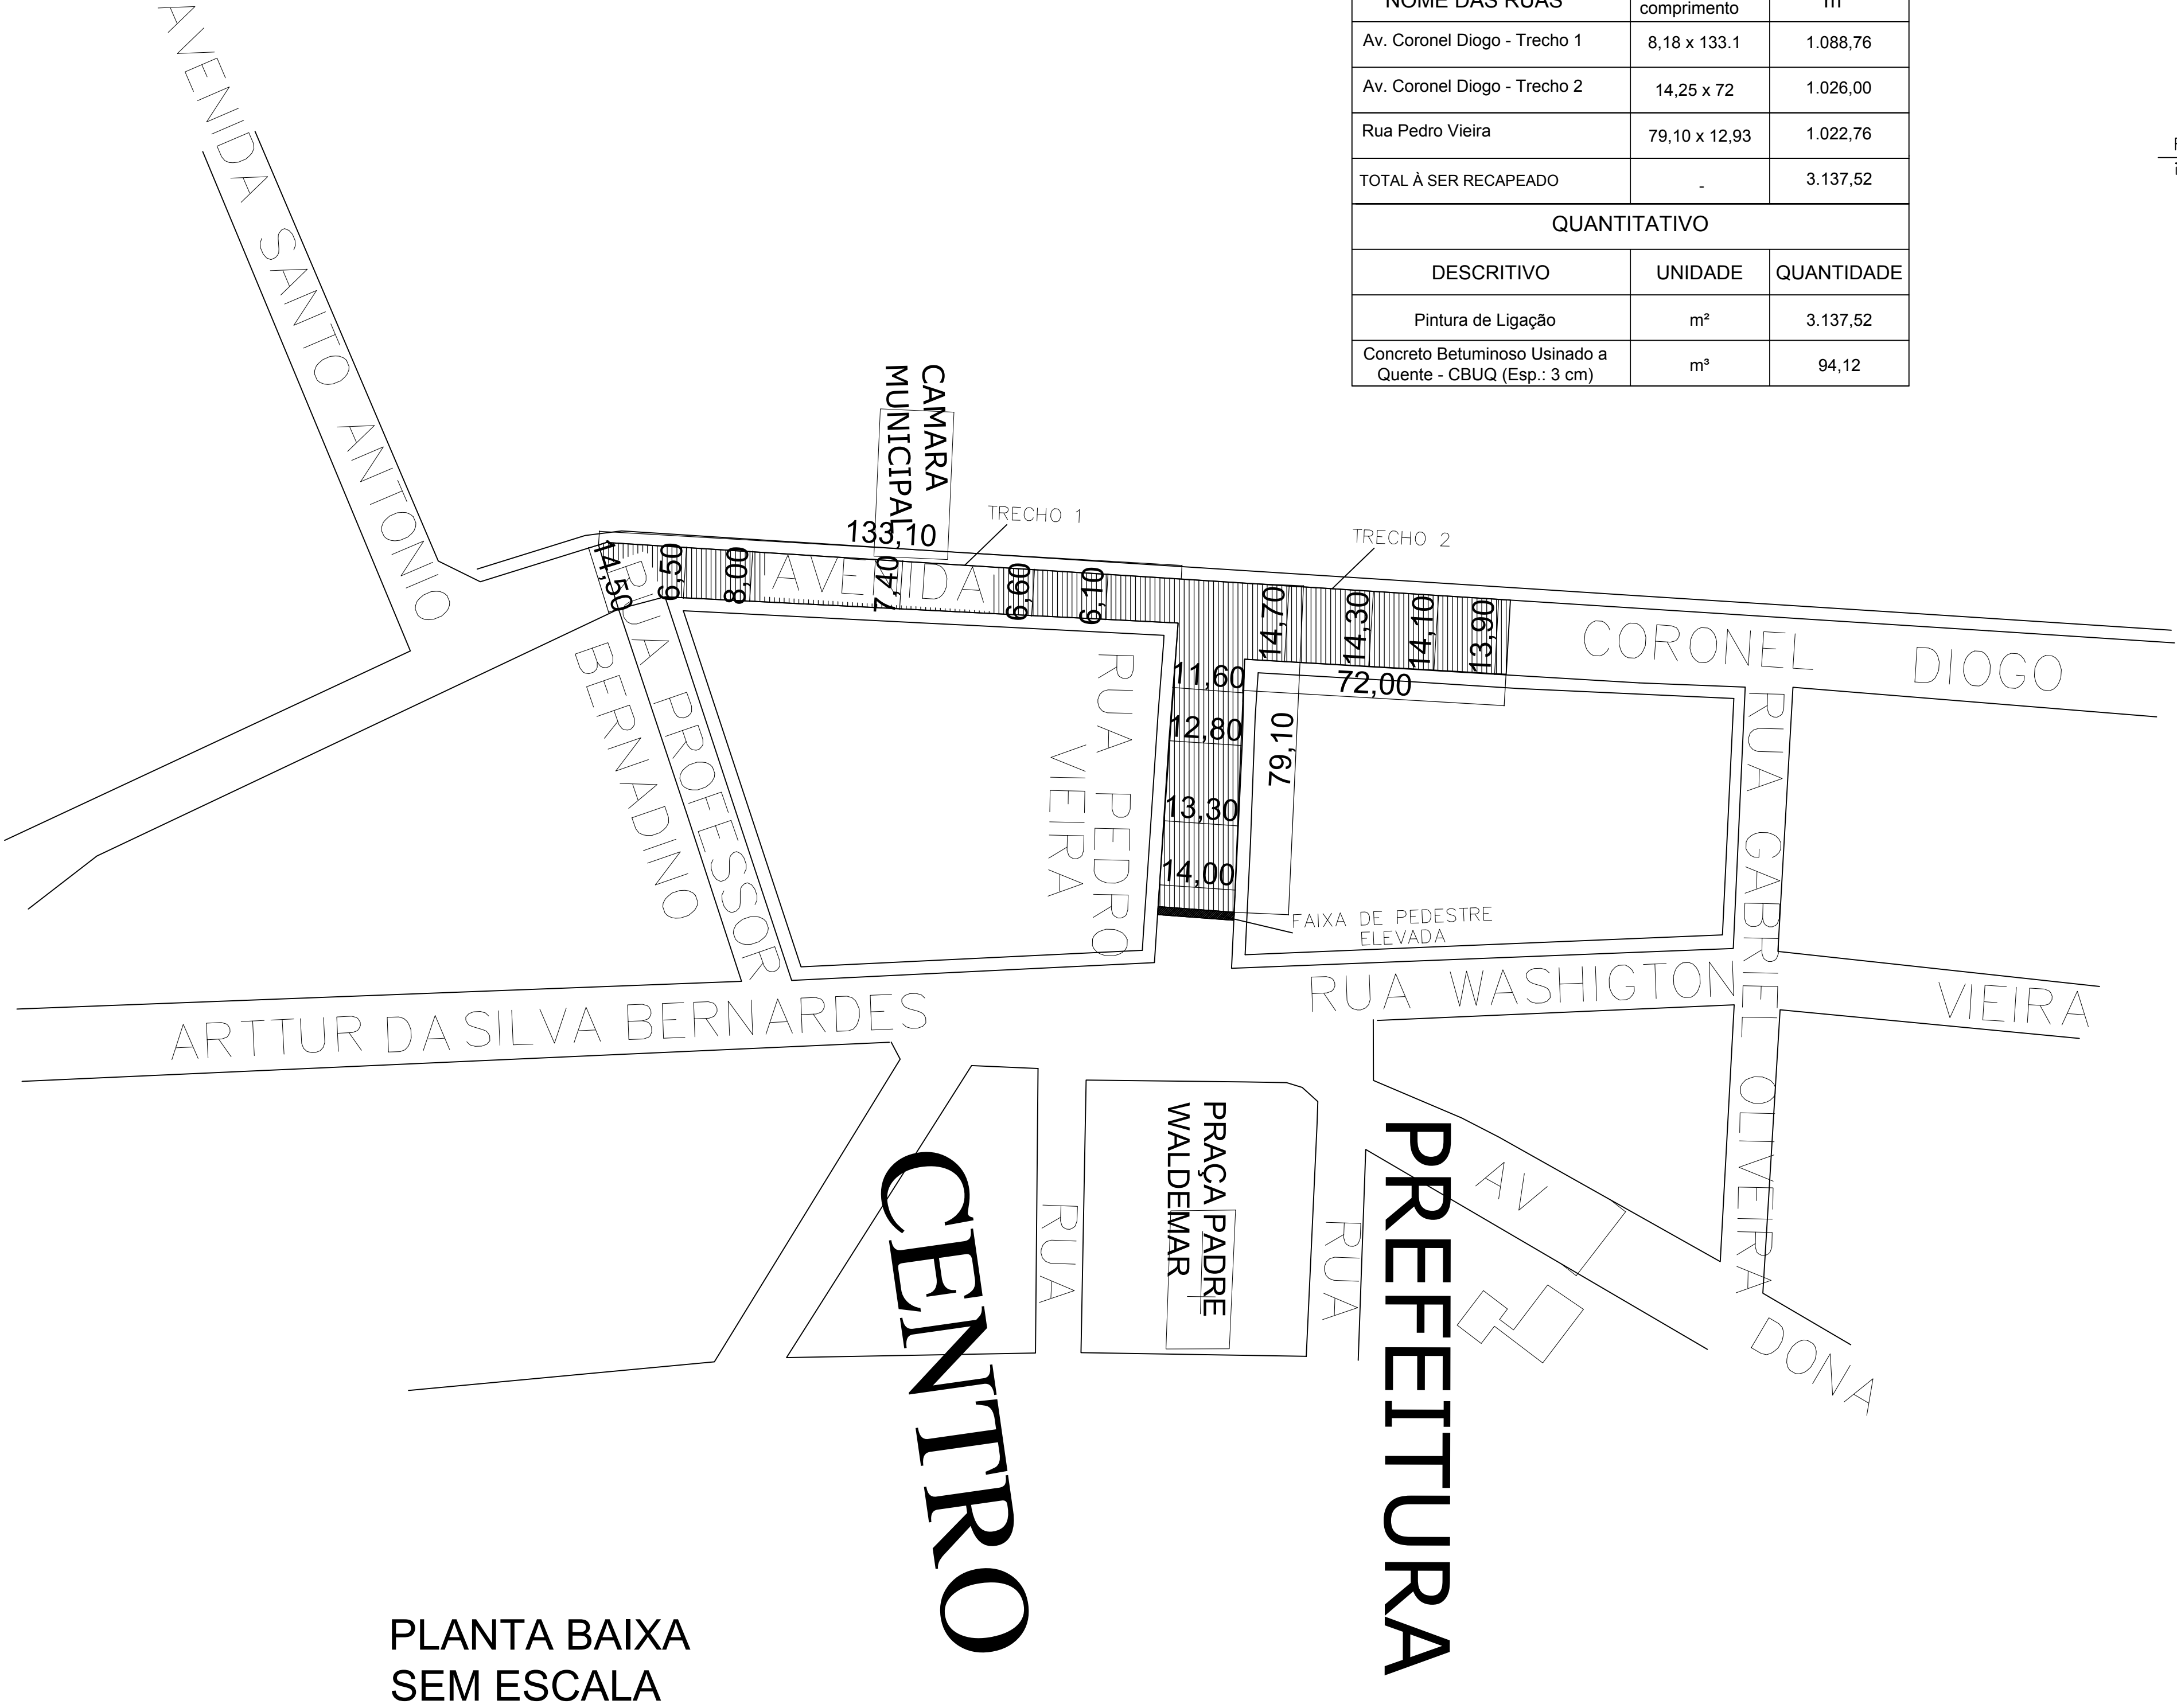 NOME DAS RUAS
comprimento
m
Av. Coronel Diogo - Trecho 1
8,18 x 133.1
1.088,76
Av. Coronel Diogo - Trecho 2
14,25 x 72
1.026,00
Rua Pedro Vieira
79,10 x 12,93
1.022,76
TOTAL À SER RECAPEADO
-
3.137,52
QUANTITATIVO
DESCRITIVO
UNIDADE
QUANTIDADE
Pintura de Ligação
m²
3.137,52
Concreto Betuminoso Usinado a
Quente - CBUQ (Esp.: 3 cm)
m³
94,12
AVENIDA SANTO ANTONIO
CAMARA
MUNICIPAL
133,10
TRECHO 1
TRECHO 2
14,50
6,50
8,00
AVENIDA
7,40
6,60
6,10
14,70
14,30
14,10
13,90
CORONEL
DIOGO
72,00
11,60
12,80
13,30
14,00
79,10
RUA PROFESSOR
BERNADINO
RUA PEDRO
VIEIRA
FAIXA DE PEDESTRE
ELEVADA
RUA GABRIEL OLIVEIRA
ARTTUR DA SILVA BERNARDES
RUA WASHIGTON
VIEIRA
RUA
PRAÇA PADRE
WALDEMAR
RUA
AV
DONA
CENTRO
PREFEITURA
PLANTA BAIXA
SEM ESCALA